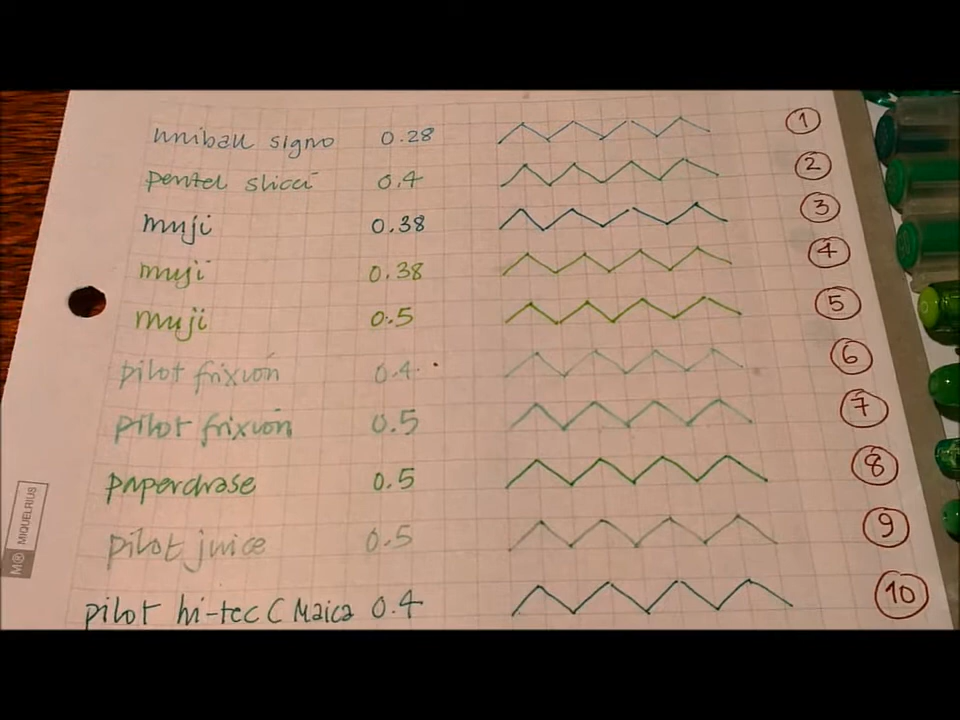 uniball signo 0.28 1
pentel slicci 0.4 2
muji 0.38 3
muji 0.38 4
muji 0.5 5
pilot frixion 0.4 6
pilot frixion 0.5 7
paperchase 0.5 8
pilot juice 0.5 9
pilot hi-tec C Maica 0.4 10
M® MIQUELRIUS